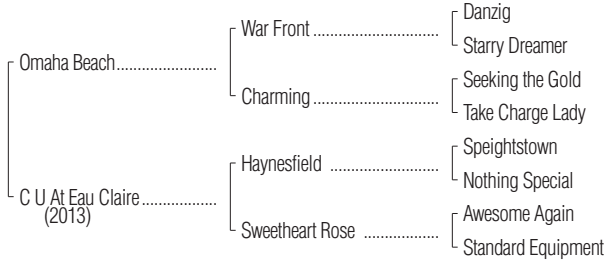 Danzig
War Front ........................
Starry Dreamer
Omaha Beach........................
Seeking the Gold
Charming..............................
Take Charge Lady
Speightstown
Haynesfield ..........................
Nothing Special
C U At Eau Claire..................
(2013)
Awesome Again
Sweetheart Rose ..................
Standard Equipment